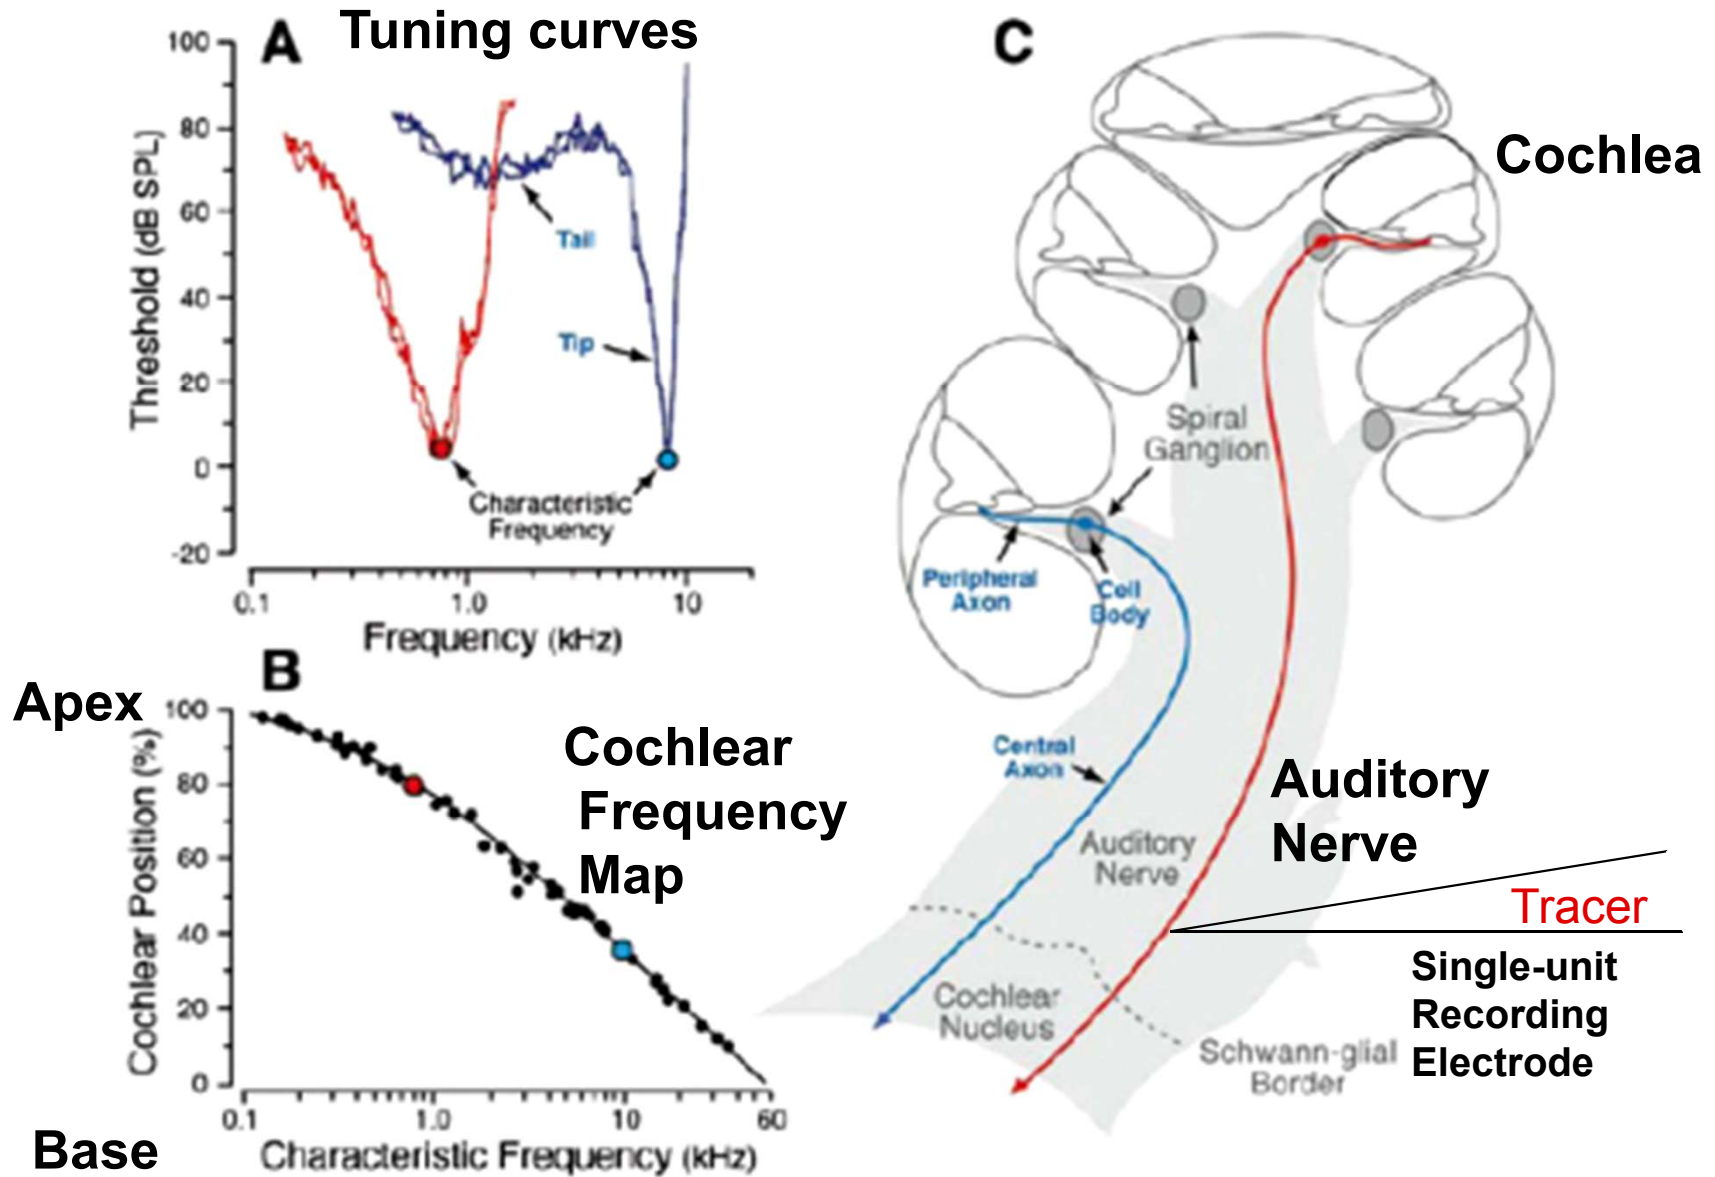 A
Tuning curves
100
80
60
40
20
0
-20
Threshold (dB SPL)
Tail
Tip
Characteristic
Frequency
0.1
1.0
10
Frequency (kHz)
B
Apex
100
80
60
40
20
0
Cochlear Position (%)
Cochlear
Frequency
Map
Base
0.1
1.0
10
60
Characteristic Frequency (kHz)
C
Cochlea
Spiral
Ganglion
Peripheral
Axon
Cell
Body
Central
Axon
Auditory
Nerve
Auditory
Nerve
Tracer
Single-unit
Recording
Electrode
Cochlear
Nucleus
Schwann-glial
Border